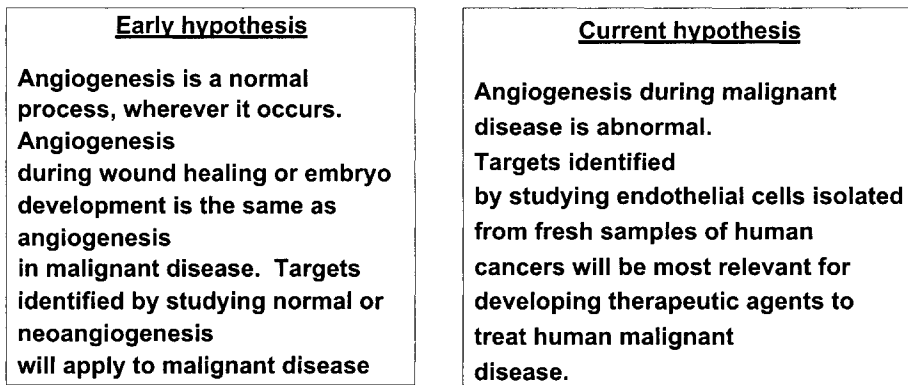 Early hypothesis
Angiogenesis is a normal
process, wherever it occurs.
Angiogenesis
during wound healing or embryo
development is the same as
angiogenesis
in malignant disease.  Targets
identified by studying normal or
neoangiogenesis
will apply to malignant disease
Current hypothesis
Angiogenesis during malignant
disease is abnormal.
Targets identified
by studying endothelial cells isolated
from fresh samples of human
cancers will be most relevant for
developing therapeutic agents to
treat human malignant
disease.